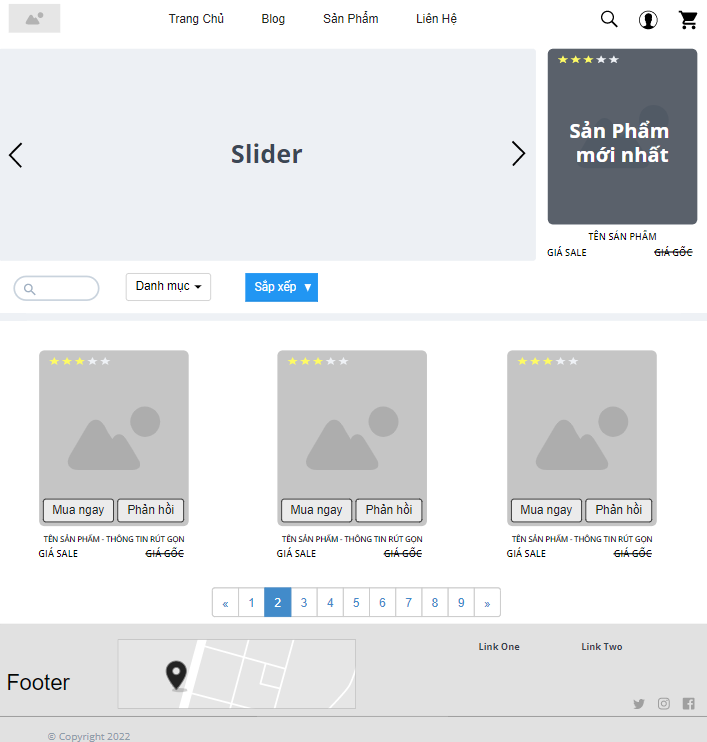 Trang Chủ Blog Sản Phẩm Liên Hệ
Slider
Sản Phẩm
mới nhất
TÊN SẢN PHẨM
GIÁ SALE GIÁ GỐC
Danh mục Sắp xếp ▼
Mua ngay Phản hồi Mua ngay Phản hồi Mua ngay Phản hồi
TÊN SẢN PHẨM - THÔNG TIN RÚT GỌN TÊN SẢN PHẨM - THÔNG TIN RÚT GỌN TÊN SẢN PHẨM - THÔNG TIN RÚT GỌN
GIÁ SALE GIÁ GỐC GIÁ SALE GIÁ GỐC GIÁ SALE GIÁ GỐC
« 1 2 3 4 5 6 7 8 9 »
Link One Link Two
Footer
© Copyright 2022